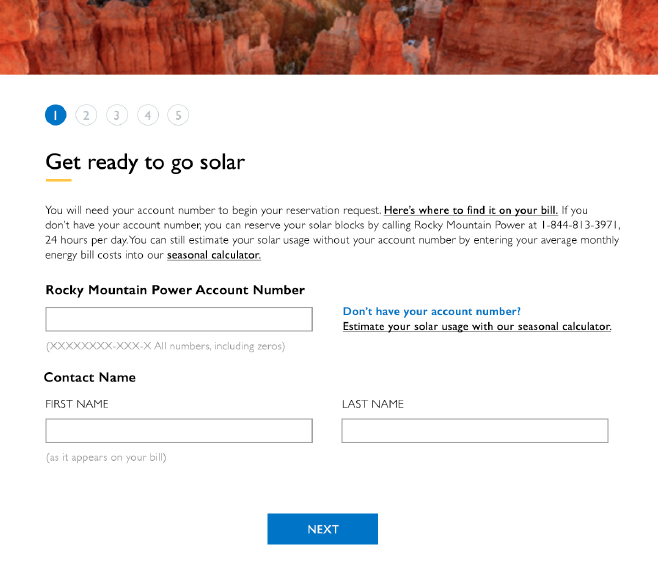 1 2 3 4 5
Get ready to go solar
You will need your account number to begin your reservation request. Here's where to find it on your bill. If you
don't have your account number, you can reserve your solar blocks by calling Rocky Mountain Power at 1-844-813-3971,
24 hours per day. You can still estimate your solar usage without your account number by entering your average monthly
energy bill costs into our seasonal calculator.
Rocky Mountain Power Account Number
Don't have your account number?
Estimate your solar usage with our seasonal calculator.
(XXXXXXXX-XXX-X All numbers, including zeros)
Contact Name
FIRST NAME LAST NAME
(as it appears on your bill)
NEXT